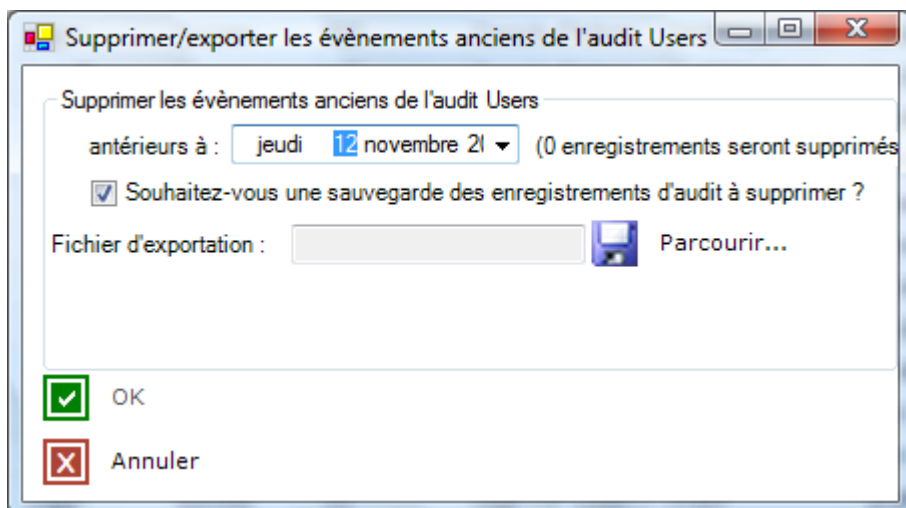 Supprimer/exporter les évènements anciens de l'audit Users
Supprimer les évènements anciens de l'audit Users
antérieurs à : jeudi 12 novembre (0 enregistrements seront supprimés
Souhaitez-vous une sauvegarde des enregistrements d'audit à supprimer ?
Fichier d'exportation : Parcourir...
OK
Annuler